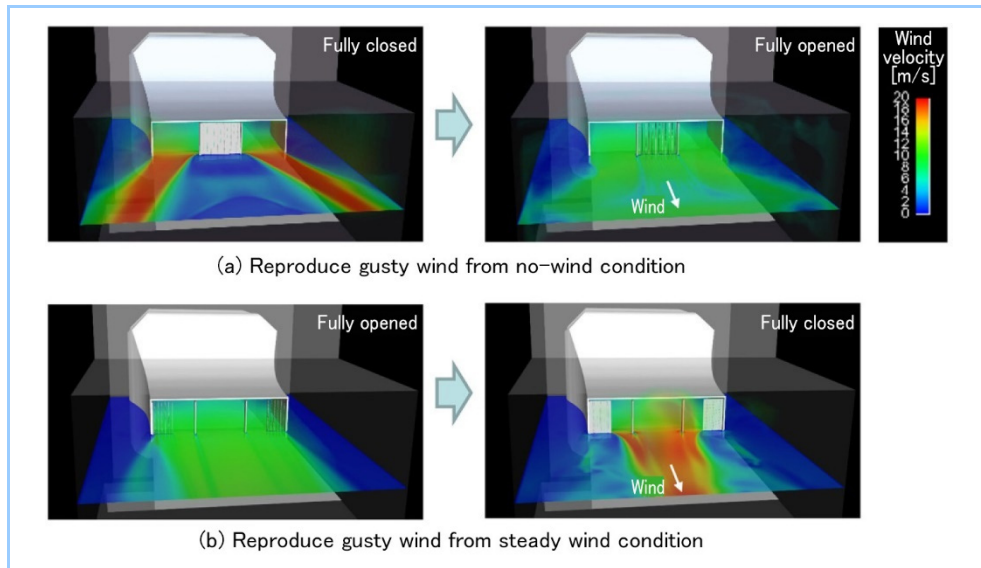 Fully closed
Fully opened
Wind
velocity
[m/s]
20
18
16
14
12
10
8
6
4
2
0
Wind
(a) Reproduce gusty wind from no-wind condition
Fully opened
Fully closed
Wind
(b) Reproduce gusty wind from steady wind condition